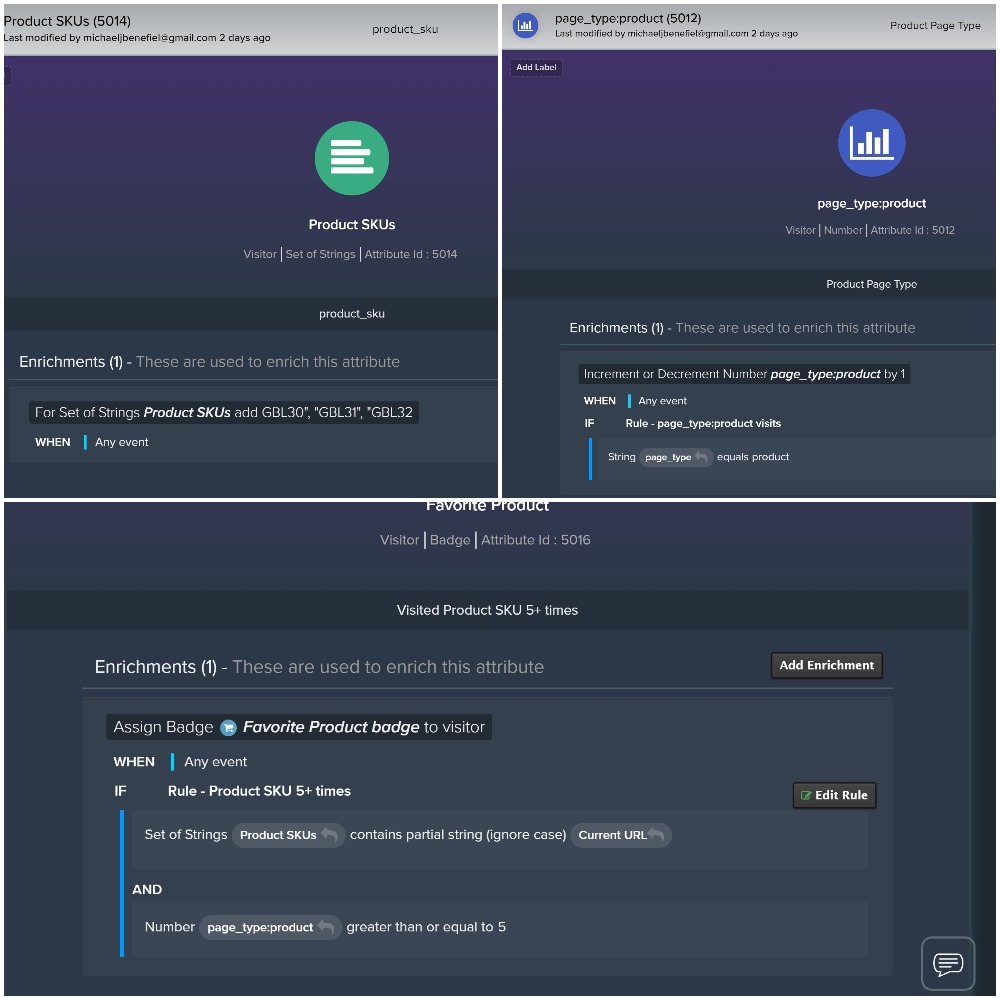 Product SKUs (5014)
Last modified by michaeljbenefiel@gmail.com 2 days ago
product_sku
Product SKUs
Visitor | Set of Strings | Attribute Id : 5014
product_sku
Enrichments (1) - These are used to enrich this attribute
For Set of Strings Product SKUs add GBL30", "GBL31", "GBL32
WHEN Any event
page_type:product (5012)
Last modified by michaeljbenefiel@gmail.com 2 days ago
Product Page Type
Add Label
page_type:product
Visitor | Number | Attribute Id : 5012
Product Page Type
Enrichments (1) - These are used to enrich this attribute
Increment or Decrement Number page_type:product by 1
WHEN Any event
IF Rule - page_type:product visits
String page_type equals product
Favorite Product
Visitor | Badge | Attribute Id : 5016
Visited Product SKU 5+ times
Enrichments (1) - These are used to enrich this attribute
Add Enrichment
Assign Badge Favorite Product badge to visitor
WHEN Any event
IF Rule - Product SKU 5+ times
Edit Rule
Set of Strings Product SKUs contains partial string (ignore case) Current URL
AND
Number page_type:product greater than or equal to 5